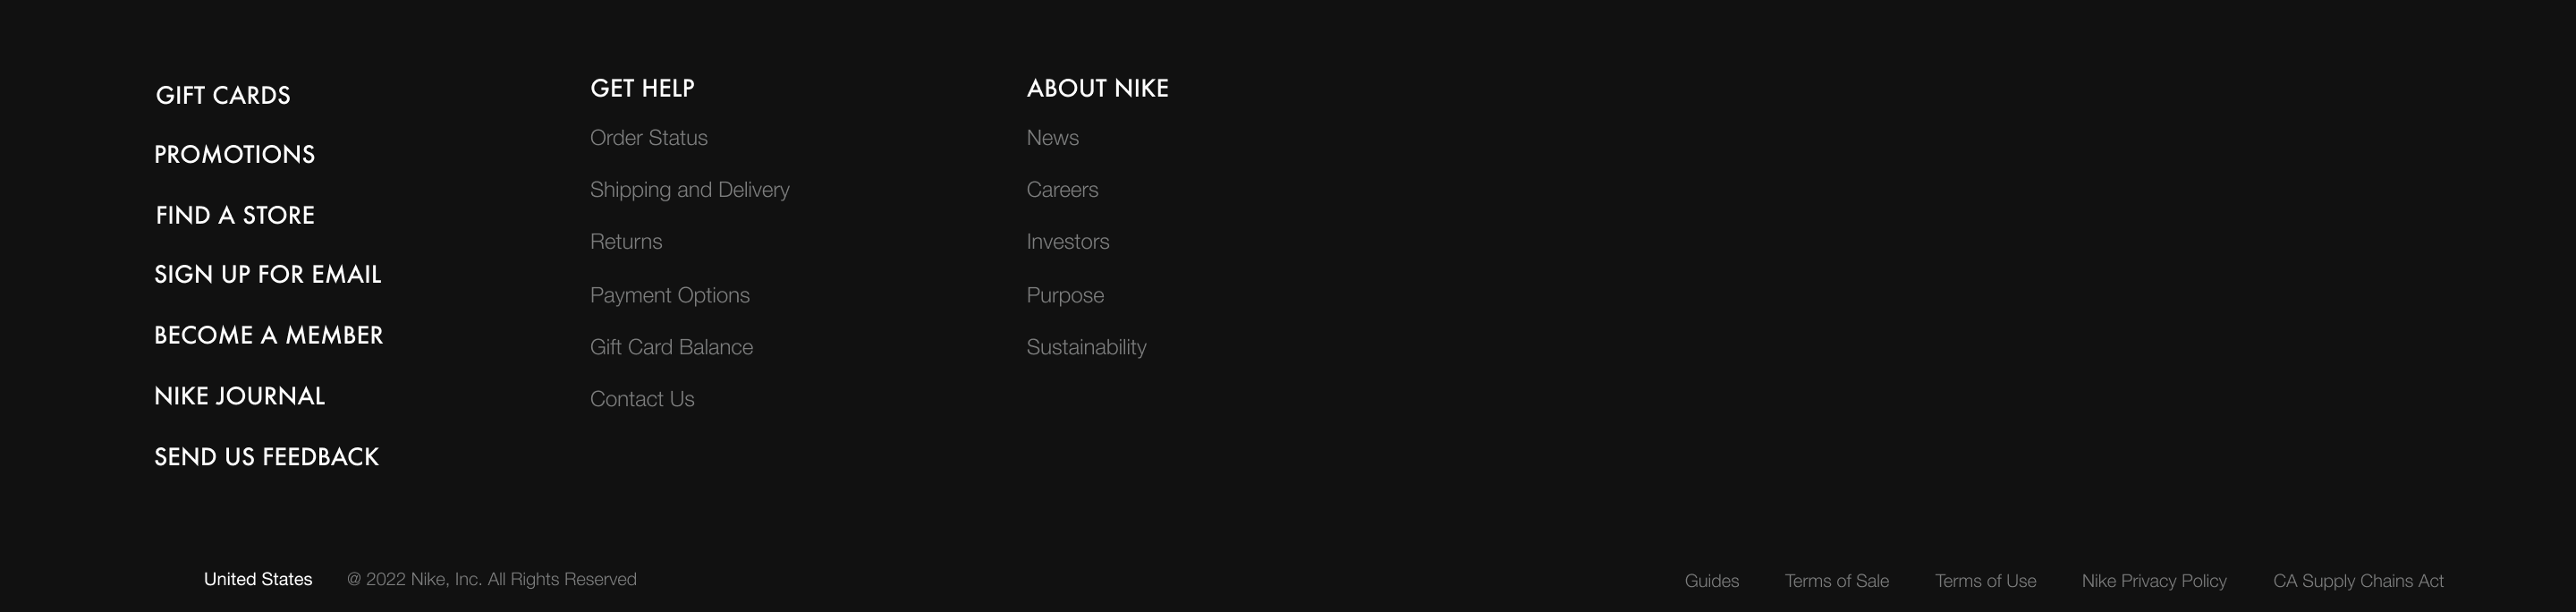 GIFT CARDS
PROMOTIONS
FIND A STORE
SIGN UP FOR EMAIL
BECOME A MEMBER
NIKE JOURNAL
SEND US FEEDBACK
GET HELP
Order Status
Shipping and Delivery
Returns
Payment Options
Gift Card Balance
Contact Us
ABOUT NIKE
News
Careers
Investors
Purpose
Sustainability
United States @ 2022 Nike, Inc. All Rights Reserved
Guides Terms of Sale Terms of Use Nike Privacy Policy CA Supply Chains Act